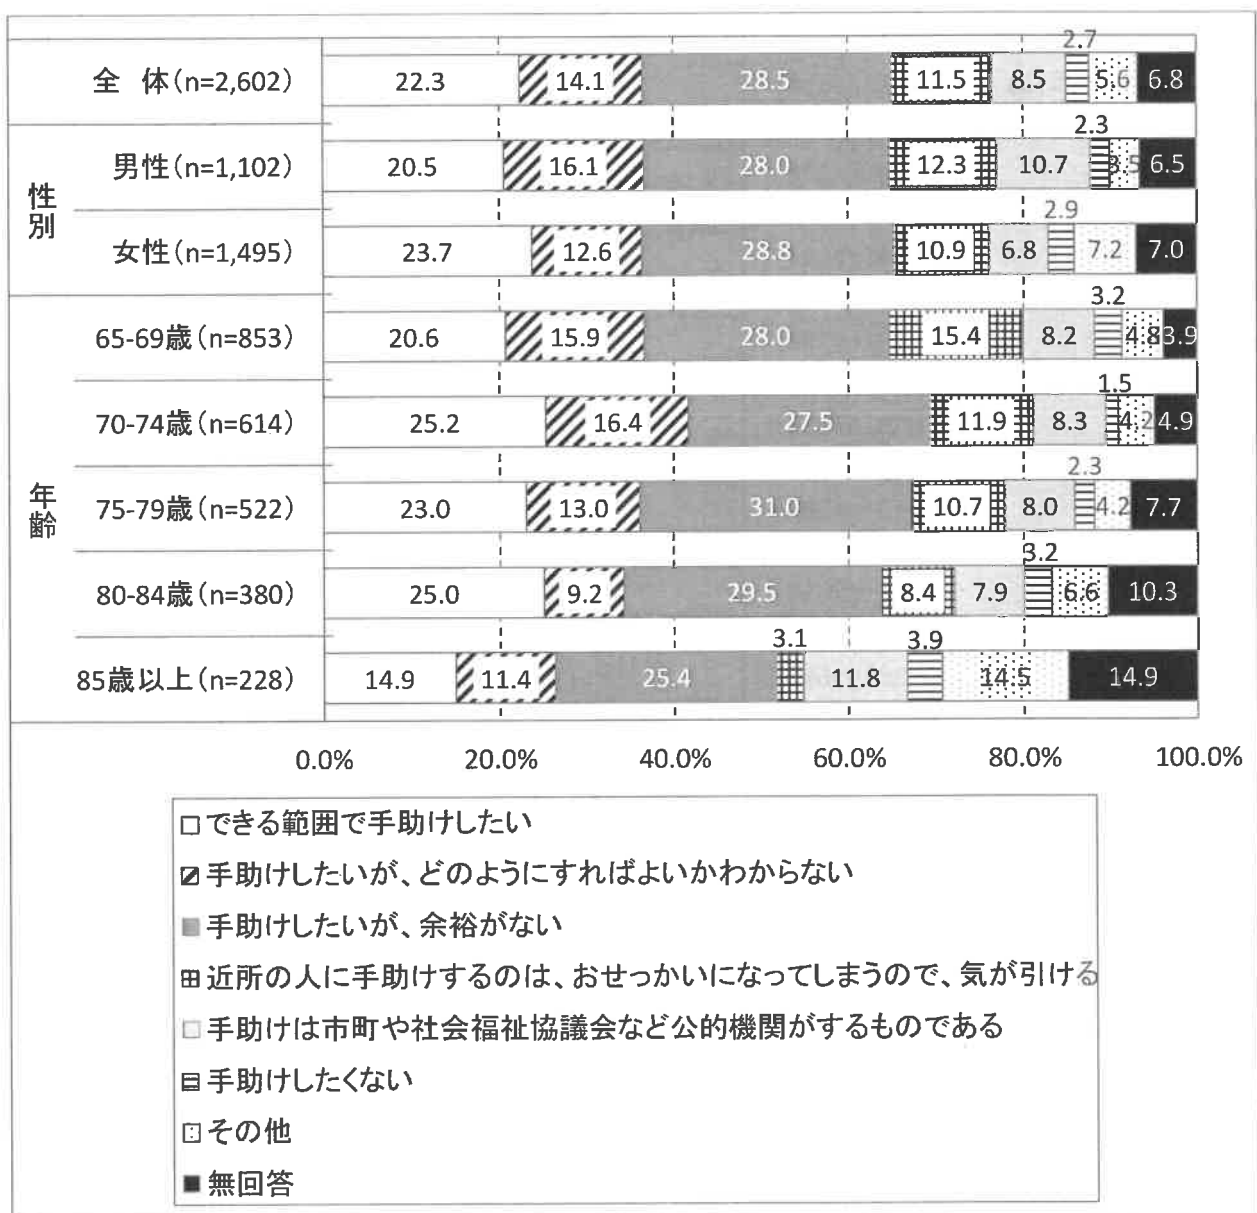 2.7
全 体(n=2,602) 22.3 14.1 28.5 11.5 8.5 5.6 6.8
2.3
男性(n=1,102) 20.5 16.1 28.0 12.3 10.7 3.5 6.5
性別
2.9
女性(n=1,495) 23.7 12.6 28.8 10.9 6.8 7.2 7.0
3.2
65-69歳(n=853) 20.6 15.9 28.0 15.4 8.2 4.8 3.9
1.5
70-74歳(n=614) 25.2 16.4 27.5 11.9 8.3 4.2 4.9
2.3
年齢
75-79歳(n=522) 23.0 13.0 31.0 10.7 8.0 4.2 7.7
3.2
80-84歳(n=380) 25.0 9.2 29.5 8.4 7.9 6.6 10.3
3.1 3.9
85歳以上(n=228) 14.9 11.4 25.4 11.8 14.5 14.9
0.0% 20.0% 40.0% 60.0% 80.0% 100.0%
できる範囲で手助けしたい
手助けしたいが、どのようにすればよいかわからない
手助けしたいが、余裕がない
近所の人に手助けするのは、おせっかいになってしまうので、気が引ける
手助けは市町や社会福祉協議会など公的機関がするものである
手助けしたくない
その他
無回答